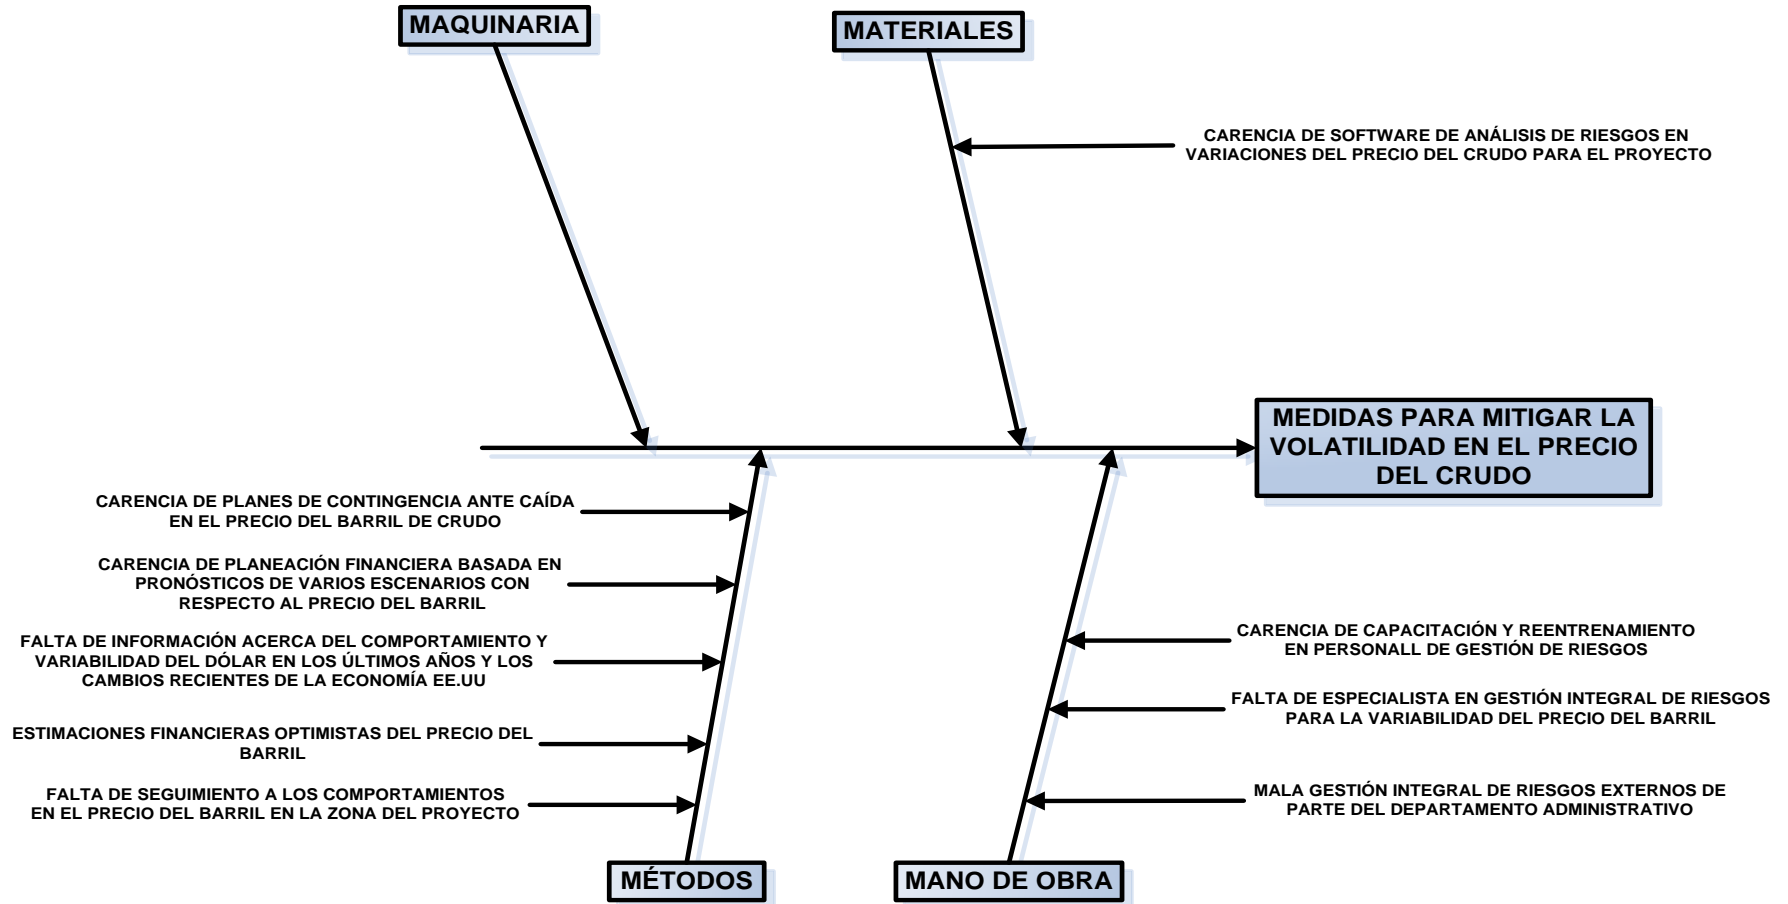 MAQUINARIA
MATERIALES
CARENCIA DE SOFTWARE DE ANÁLISIS DE RIESGOS EN
VARIACIONES DEL PRECIO DEL CRUDO PARA EL PROYECTO
MEDIDAS PARA MITIGAR LA
VOLATILIDAD EN EL PRECIO
DEL CRUDO
CARENCIA DE PLANES DE CONTINGENCIA ANTE CAÍDA
EN EL PRECIO DEL BARRIL DE CRUDO
CARENCIA DE PLANEACIÓN FINANCIERA BASADA EN
PRONÓSTICOS DE VARIOS ESCENARIOS CON
RESPECTO AL PRECIO DEL BARRIL
FALTA DE INFORMACIÓN ACERCA DEL COMPORTAMIENTO Y
VARIABILIDAD DEL DÓLAR EN LOS ÚLTIMOS AÑOS Y LOS
CAMBIOS RECIENTES DE LA ECONOMÍA EE.UU
ESTIMACIONES FINANCIERAS OPTIMISTAS DEL PRECIO DEL
BARRIL
FALTA DE SEGUIMIENTO A LOS COMPORTAMIENTOS
EN EL PRECIO DEL BARRIL EN LA ZONA DEL PROYECTO
CARENCIA DE CAPACITACIÓN Y REENTRENAMIENTO
EN PERSONALL DE GESTIÓN DE RIESGOS
FALTA DE ESPECIALISTA EN GESTIÓN INTEGRAL DE RIESGOS
PARA LA VARIABILIDAD DEL PRECIO DEL BARRIL
MALA GESTIÓN INTEGRAL DE RIESGOS EXTERNOS DE
PARTE DEL DEPARTAMENTO ADMINISTRATIVO
MÉTODOS
MANO DE OBRA